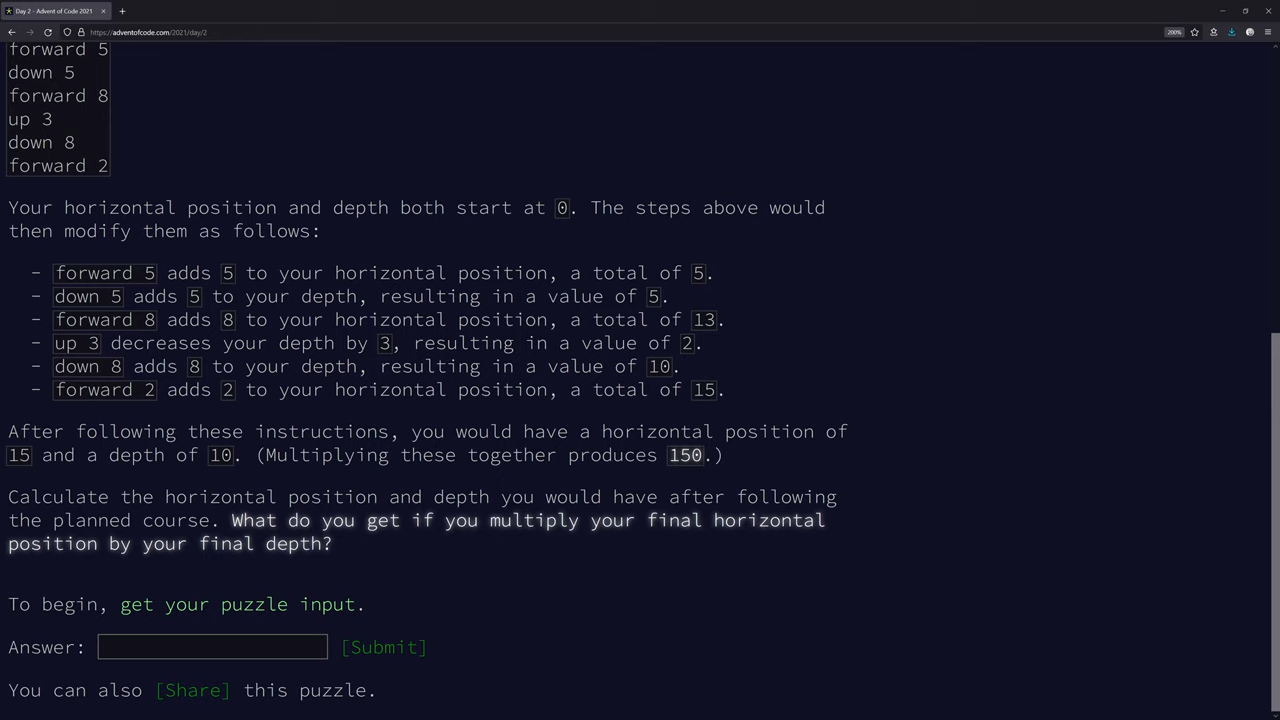 Day 2 - Advent of Code 2021
https://adventofcode.com/2021/day/2
200%
forward 5
down 5
forward 8
up 3
down 8
forward 2
Your horizontal position and depth both start at 0. The steps above would
then modify them as follows:
- forward 5 adds 5 to your horizontal position, a total of 5.
- down 5 adds 5 to your depth, resulting in a value of 5.
- forward 8 adds 8 to your horizontal position, a total of 13.
- up 3 decreases your depth by 3, resulting in a value of 2.
- down 8 adds 8 to your depth, resulting in a value of 10.
- forward 2 adds 2 to your horizontal position, a total of 15.
After following these instructions, you would have a horizontal position of
15 and a depth of 10. (Multiplying these together produces 150.)
Calculate the horizontal position and depth you would have after following
the planned course. What do you get if you multiply your final horizontal
position by your final depth?
To begin, get your puzzle input.
Answer: [Submit]
You can also [Share] this puzzle.